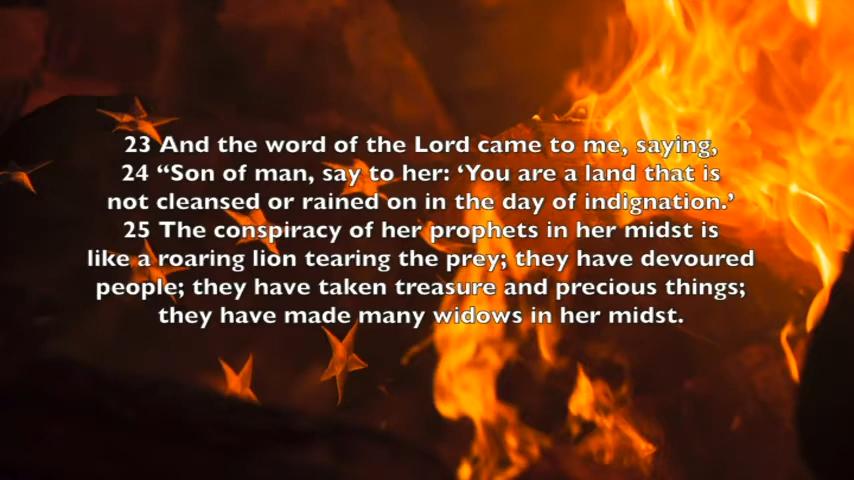 23 And the word of the Lord came to me, saying,
24 “Son of man, say to her: ‘You are a land that is
not cleansed or rained on in the day of indignation.’
25 The conspiracy of her prophets in her midst is
like a roaring lion tearing the prey; they have devoured
people; they have taken treasure and precious things;
they have made many widows in her midst.